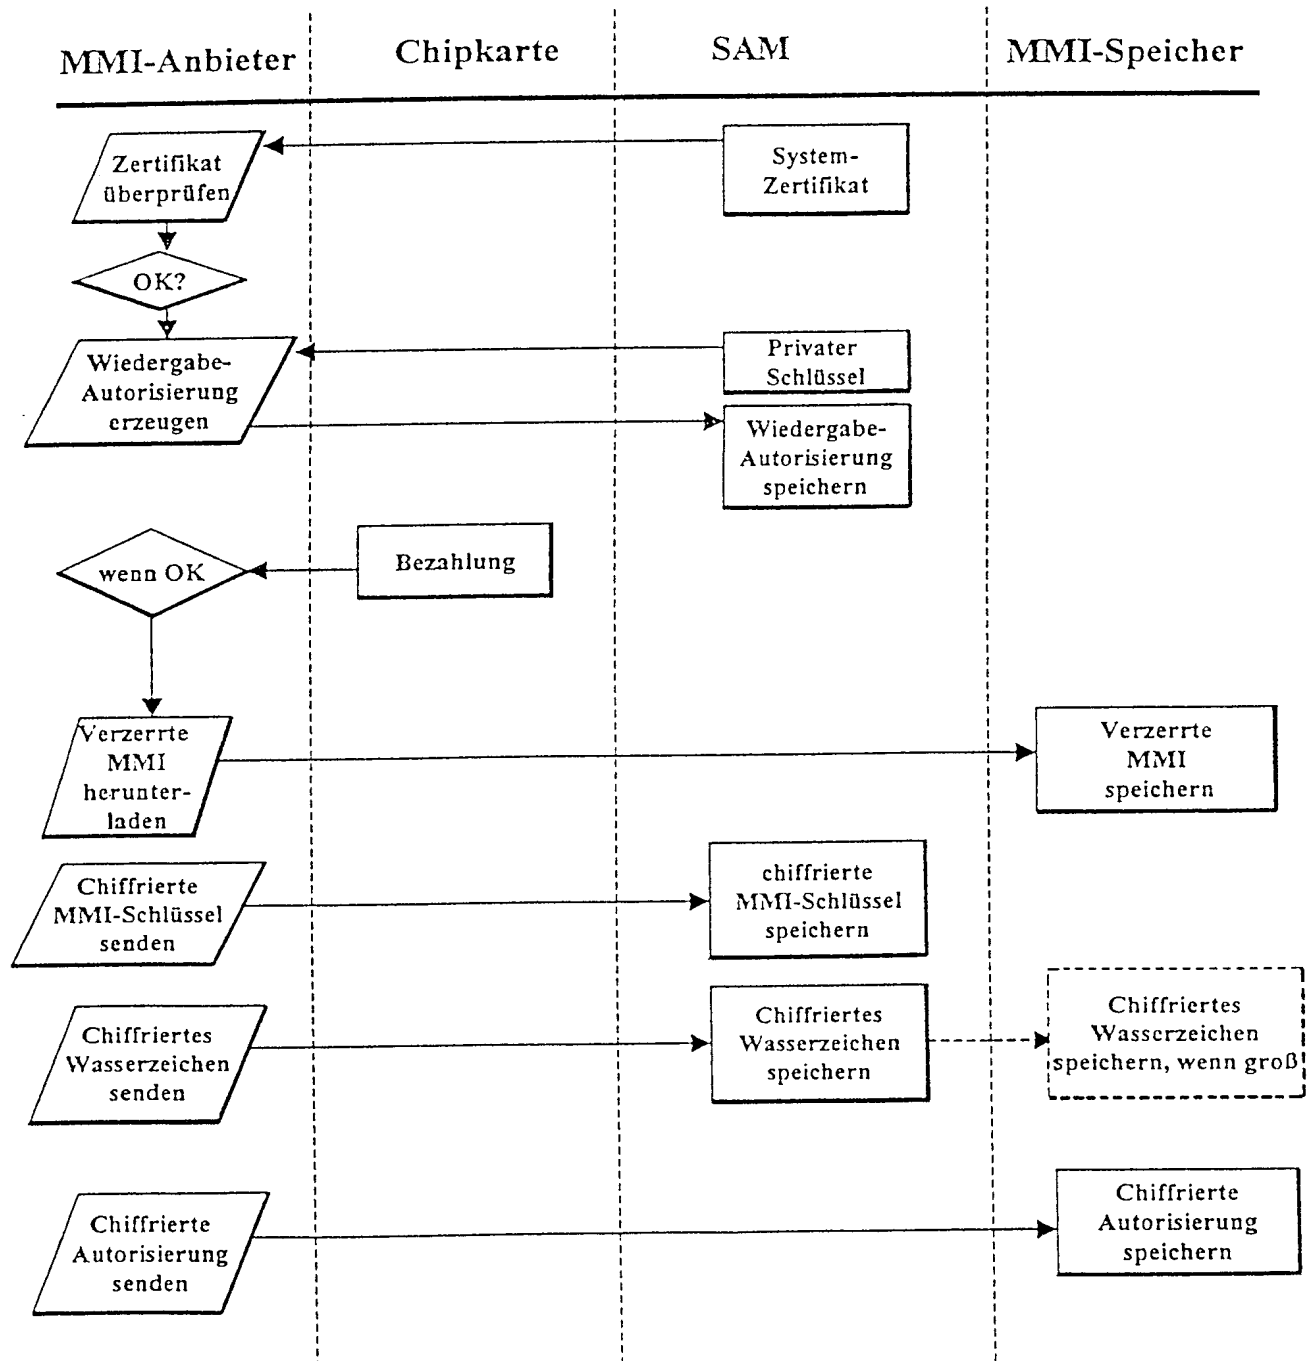 MMI-Anbieter
Chipkarte
SAM
MMI-Speicher
Zertifikat
überprüfen
System-
Zertifikat
OK?
Wiedergabe-
Autorisierung
erzeugen
Privater
Schlüssel
Wiedergabe-
Autorisierung
speichern
wenn OK
Bezahlung
Verzerrte
MMI
herunter-
laden
Verzerrte
MMI
speichern
Chiffrierte
MMI-Schlüssel
senden
chiffrierte
MMI-Schlüssel
speichern
Chiffriertes
Wasserzeichen
senden
Chiffriertes
Wasserzeichen
speichern
Chiffriertes
Wasserzeichen
speichern, wenn groß
Chiffrierte
Autorisierung
senden
Chiffrierte
Autorisierung
speichern